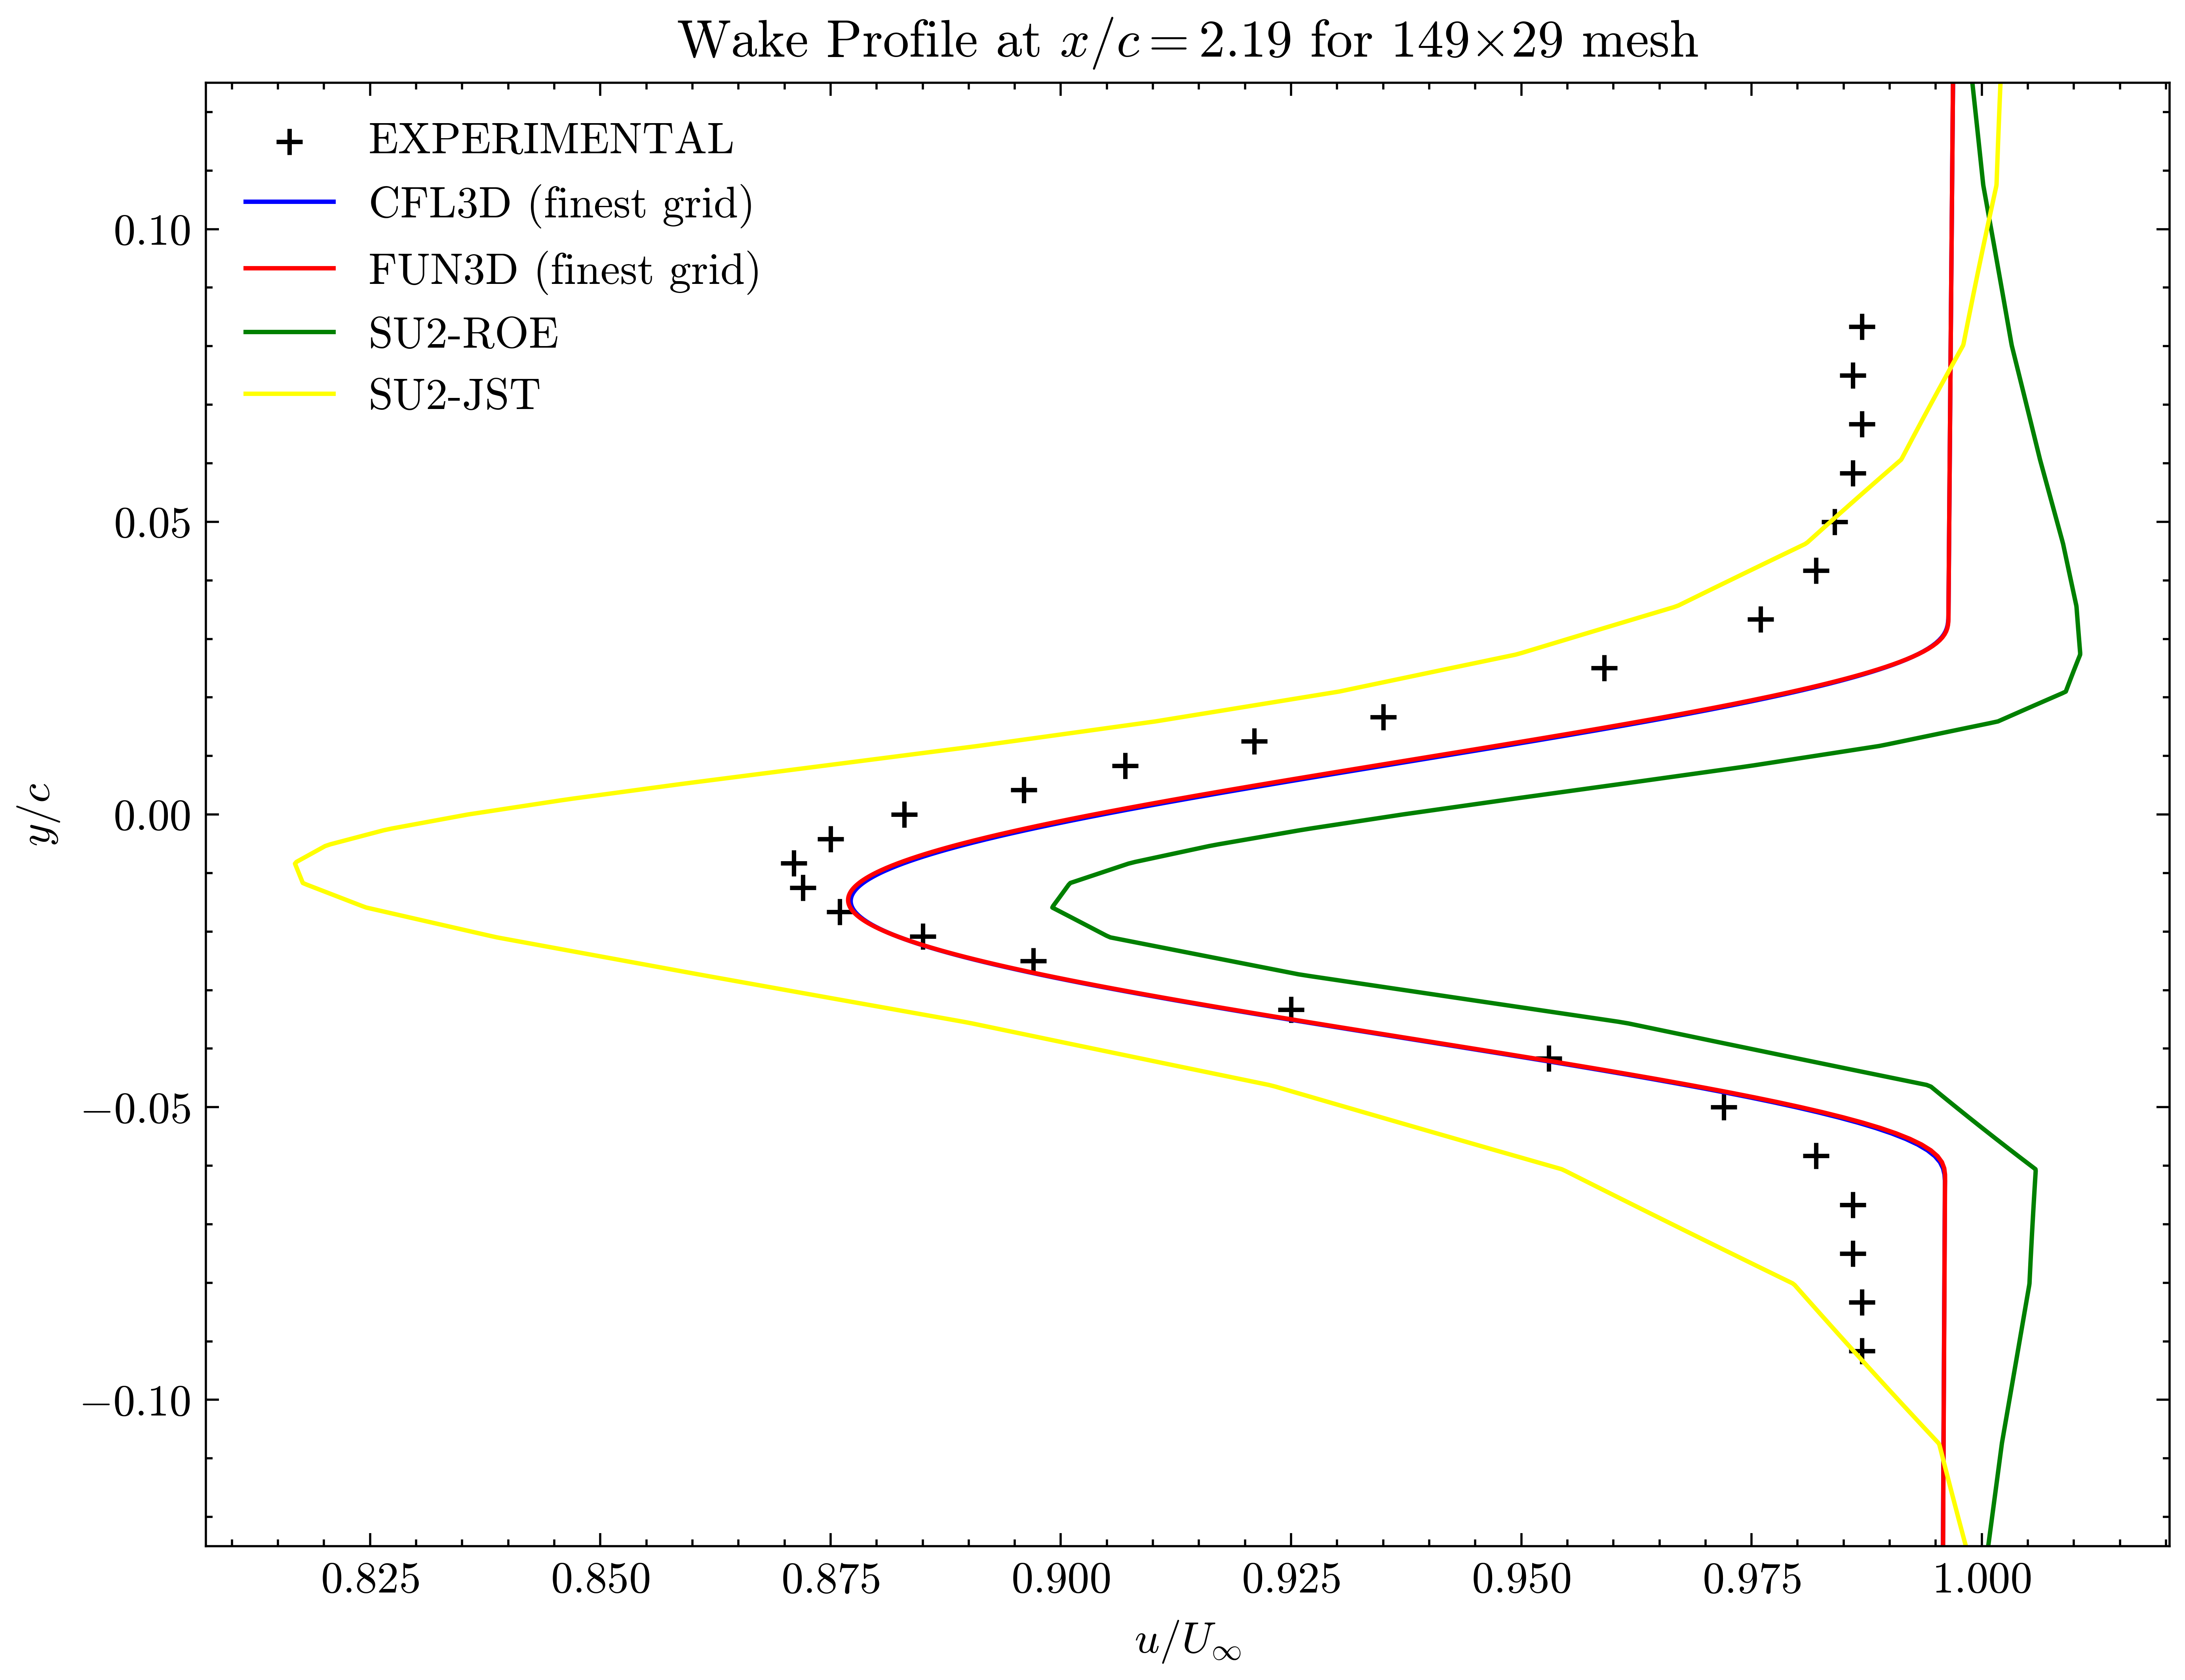 Wake Profile at x/c = 2.19 for 149×29 mesh
EXPERIMENTAL
CFL3D (finest grid)
FUN3D (finest grid)
SU2-ROE
SU2-JST
0.10
0.05
0.00
−0.05
−0.10
y/c
0.825 0.850 0.875 0.900 0.925 0.950 0.975 1.000
u/U∞